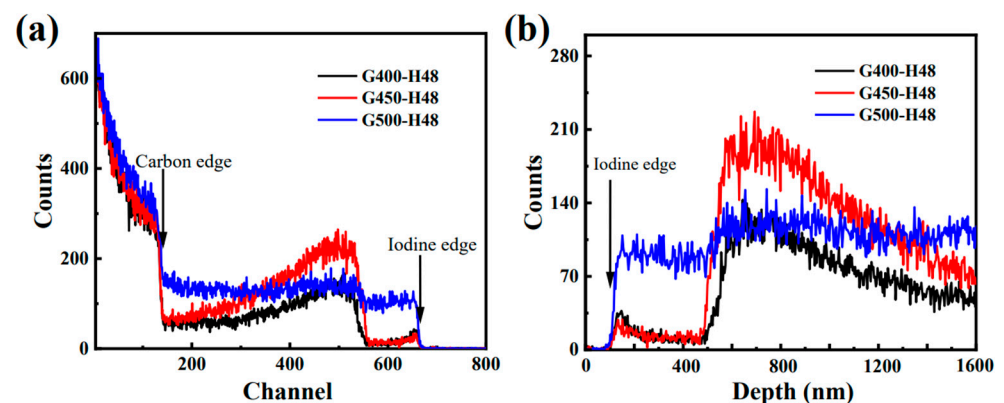 (a)
Counts
600
400
200
0
0
200
400
600
800
Channel
G400-H48
G450-H48
G500-H48
Carbon edge
Iodine edge
(b)
Counts
280
210
140
70
0
0
400
800
1200
1600
Depth (nm)
G400-H48
G450-H48
G500-H48
Iodine edge